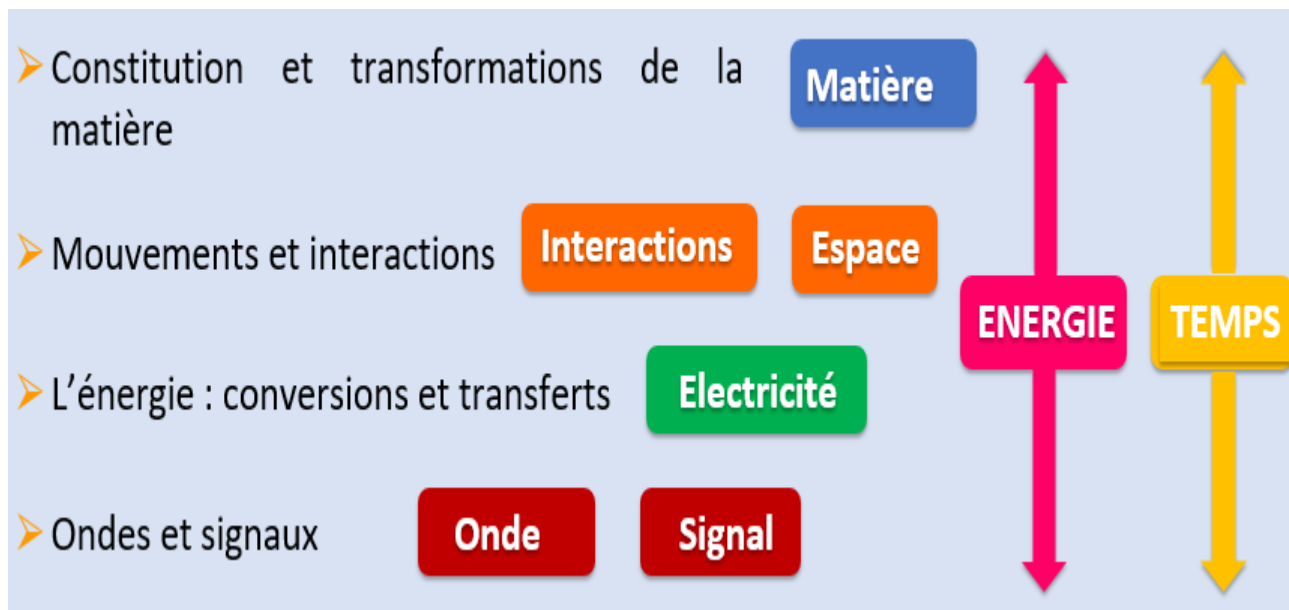 Constitution et transformations de la
matière
Matière
Mouvements et interactions
Interactions
Espace
ENERGIE
TEMPS
L'énergie : conversions et transferts
Electricité
Ondes et signaux
Onde
Signal